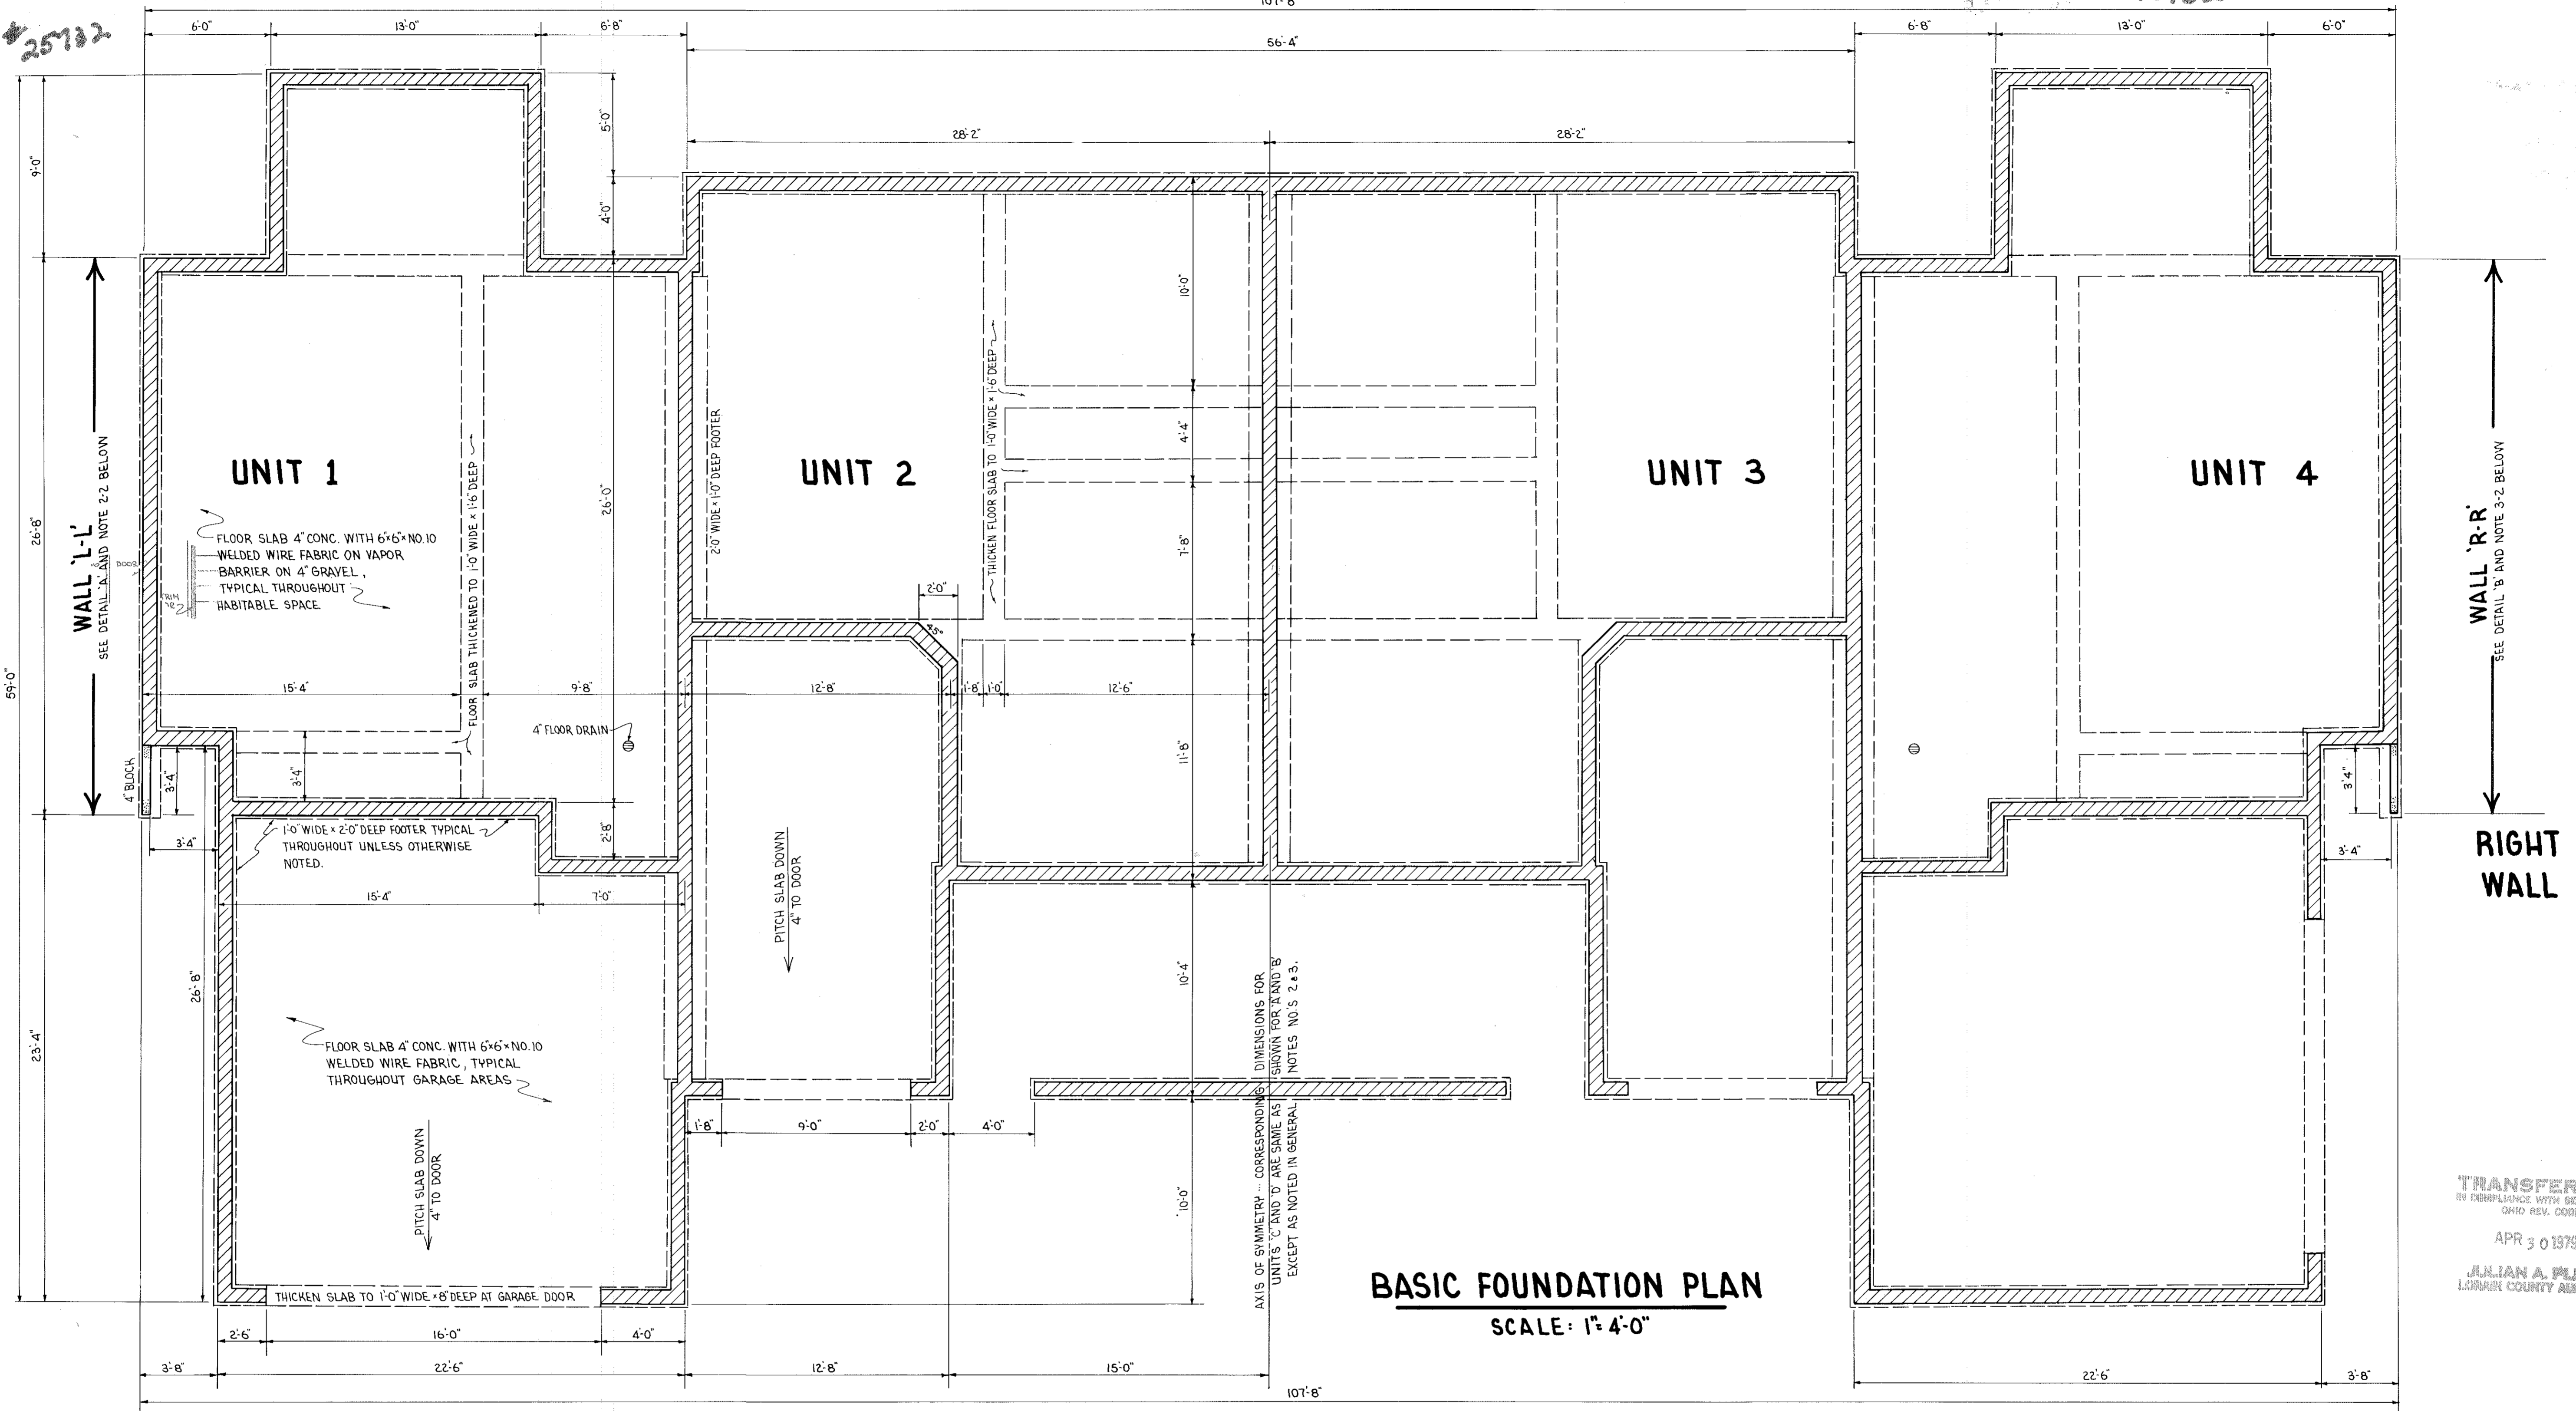 107'-8"
#25732
6'-0" 13'-0" 6'-8" 56'-4" 6'-8" 13'-0" 6'-0"
28'-2" 28'-2"
5'-0"
9'-0"
4'-0"
10'-0"
WALL 'L-L'
SEE DETAIL 'A' AND NOTE 2-2 BELOW
26'-8"
59'-0"
23'-4"
UNIT 1
UNIT 2
UNIT 3
UNIT 4
FLOOR SLAB 4" CONC. WITH 6"x6"x NO.10
WELDED WIRE FABRIC ON VAPOR
BARRIER ON 4" GRAVEL,
TYPICAL THROUGHOUT
HABITABLE SPACE
DOOR
TRIM
FLOOR SLAB THICKENED TO 1'-0" WIDE x 1'-6" DEEP
26'-0"
2'-0" WIDE x 1'-0" DEEP FOOTER
THICKEN FLOOR SLAB TO 1'-0" WIDE x 1'-6" DEEP
4'-4"
7'-8"
WALL 'R-R'
SEE DETAIL 'B' AND NOTE 3-2 BELOW
2'-0"
45°
15'-4" 9'-8" 12'-8" 1'-8" 1'-0" 12'-6"
4" FLOOR DRAIN
4" BLOCK
3'-4"
3'-4"
3'-4"
2'-8"
11'-8"
3'-4"
3'-4"
1'-0" WIDE x 2'-0" DEEP FOOTER TYPICAL
THROUGHOUT UNLESS OTHERWISE
NOTED.
15'-4" 7'-0"
PITCH SLAB DOWN
4" TO DOOR
RIGHT
WALL
26'-8"
10'-4"
FLOOR SLAB 4" CONC. WITH 6"x6"x NO.10
WELDED WIRE FABRIC, TYPICAL
THROUGHOUT GARAGE AREAS
PITCH SLAB DOWN
4" TO DOOR
1'-8" 9'-0" 2'-0" 4'-0"
10'-0"
AXIS OF SYMMETRY - CORRESPONDING DIMENSIONS FOR
UNITS 'C' AND 'D' ARE SAME AS SHOWN FOR 'A' AND 'B'
EXCEPT AS NOTED IN GENERAL NOTES NO.'S 2 & 3.
THICKEN SLAB TO 1'-0" WIDE x 8" DEEP AT GARAGE DOOR
BASIC FOUNDATION PLAN
SCALE: 1"= 4'-0"
TRANSFER
IN COMPLIANCE WITH
OHIO REV. COD
APR 30 1979
JULIAN A.
LORAIN COUNTY
2'-6" 16'-0" 4'-0"
3'-8" 22'-6" 12'-8" 15'-0" 22'-6" 3'-8"
107'-8"